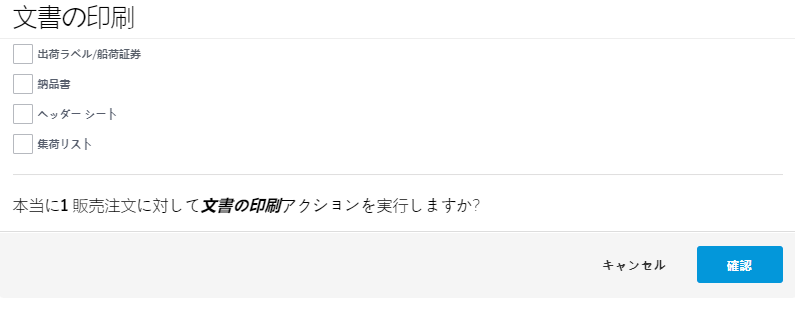 文書の印刷
出荷ラベル/船荷証券
納品書
ヘッダー シート
集荷リスト
本当に1 販売注文に対して文書の印刷アクションを実行しますか?
キャンセル 確認